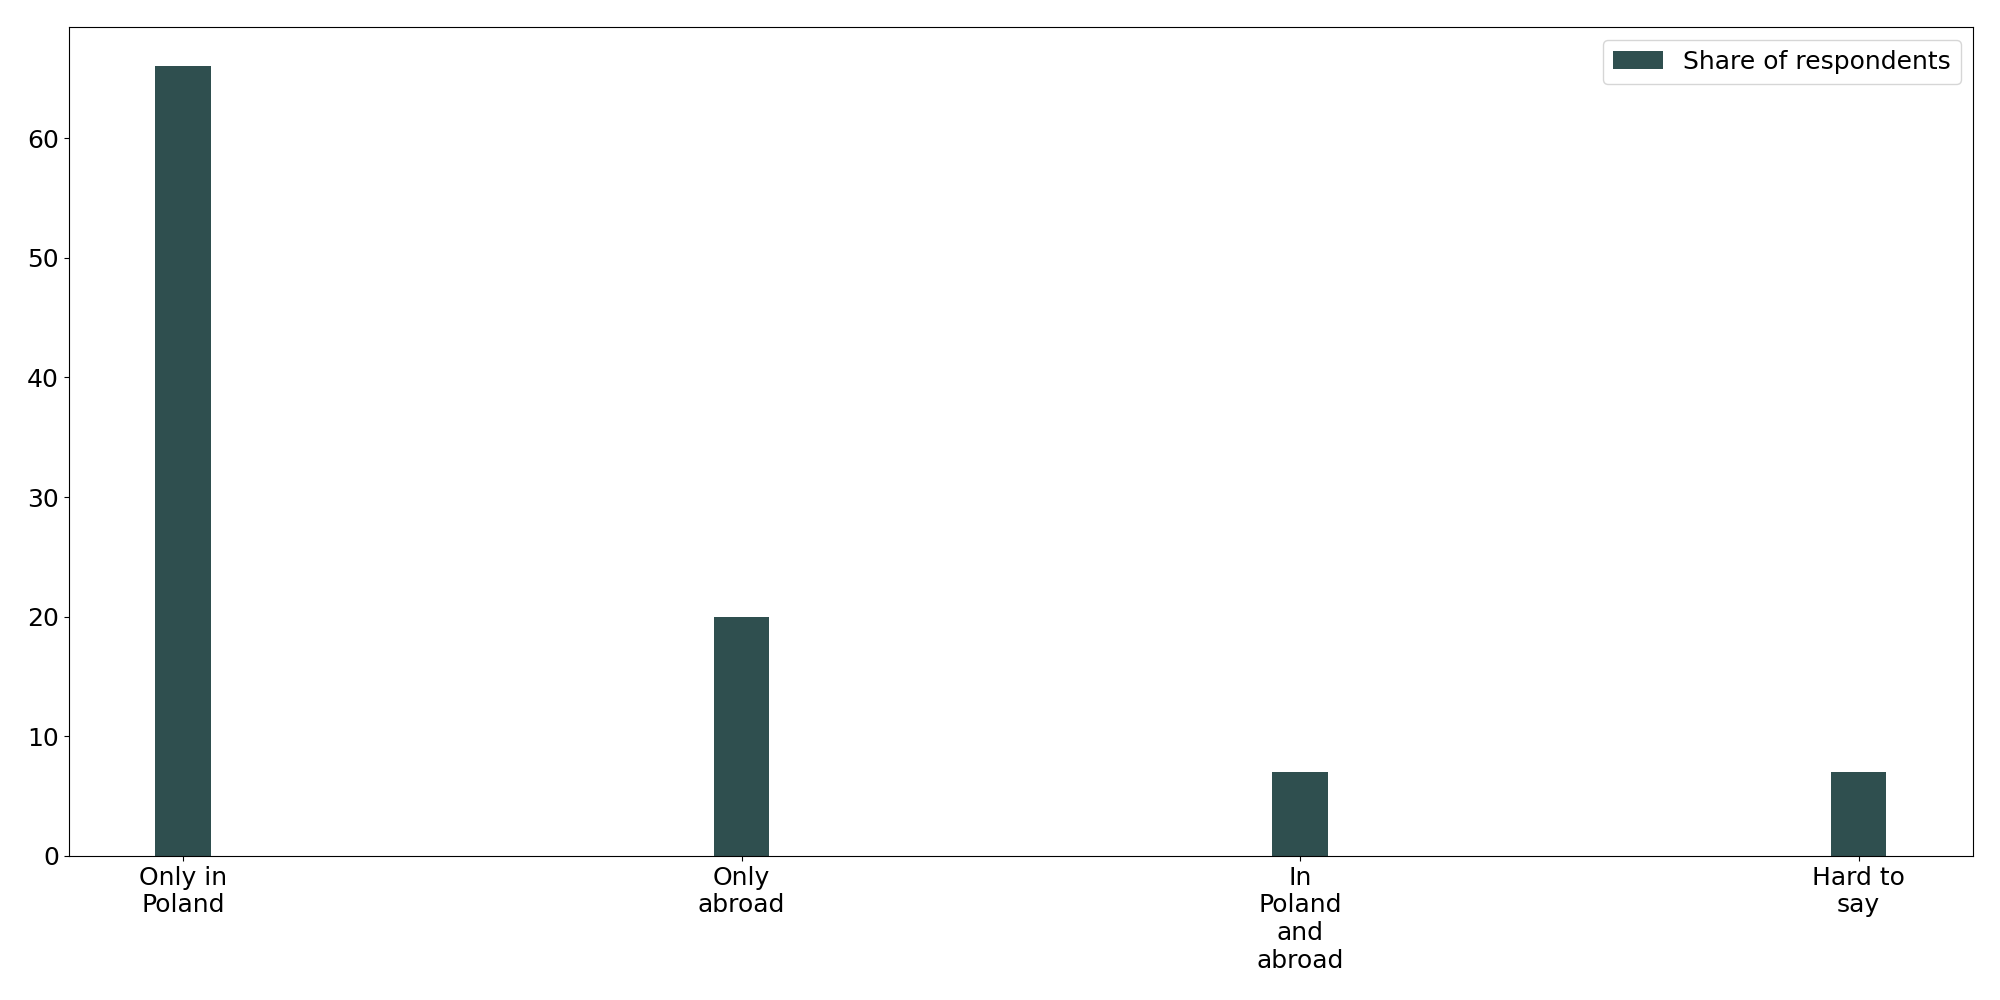 Share of respondents
60
50
40
30
20
10
0
Only in
Poland
Only
abroad
In
Poland
and
abroad
Hard to
say